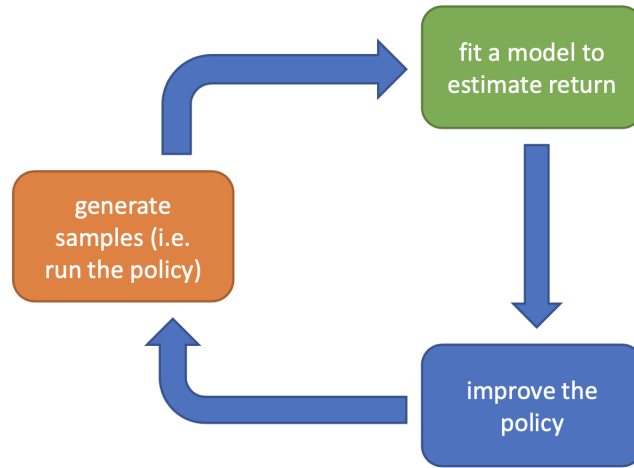 fit a model to
estimate return
generate
samples (i.e.
run the policy)
improve the
policy